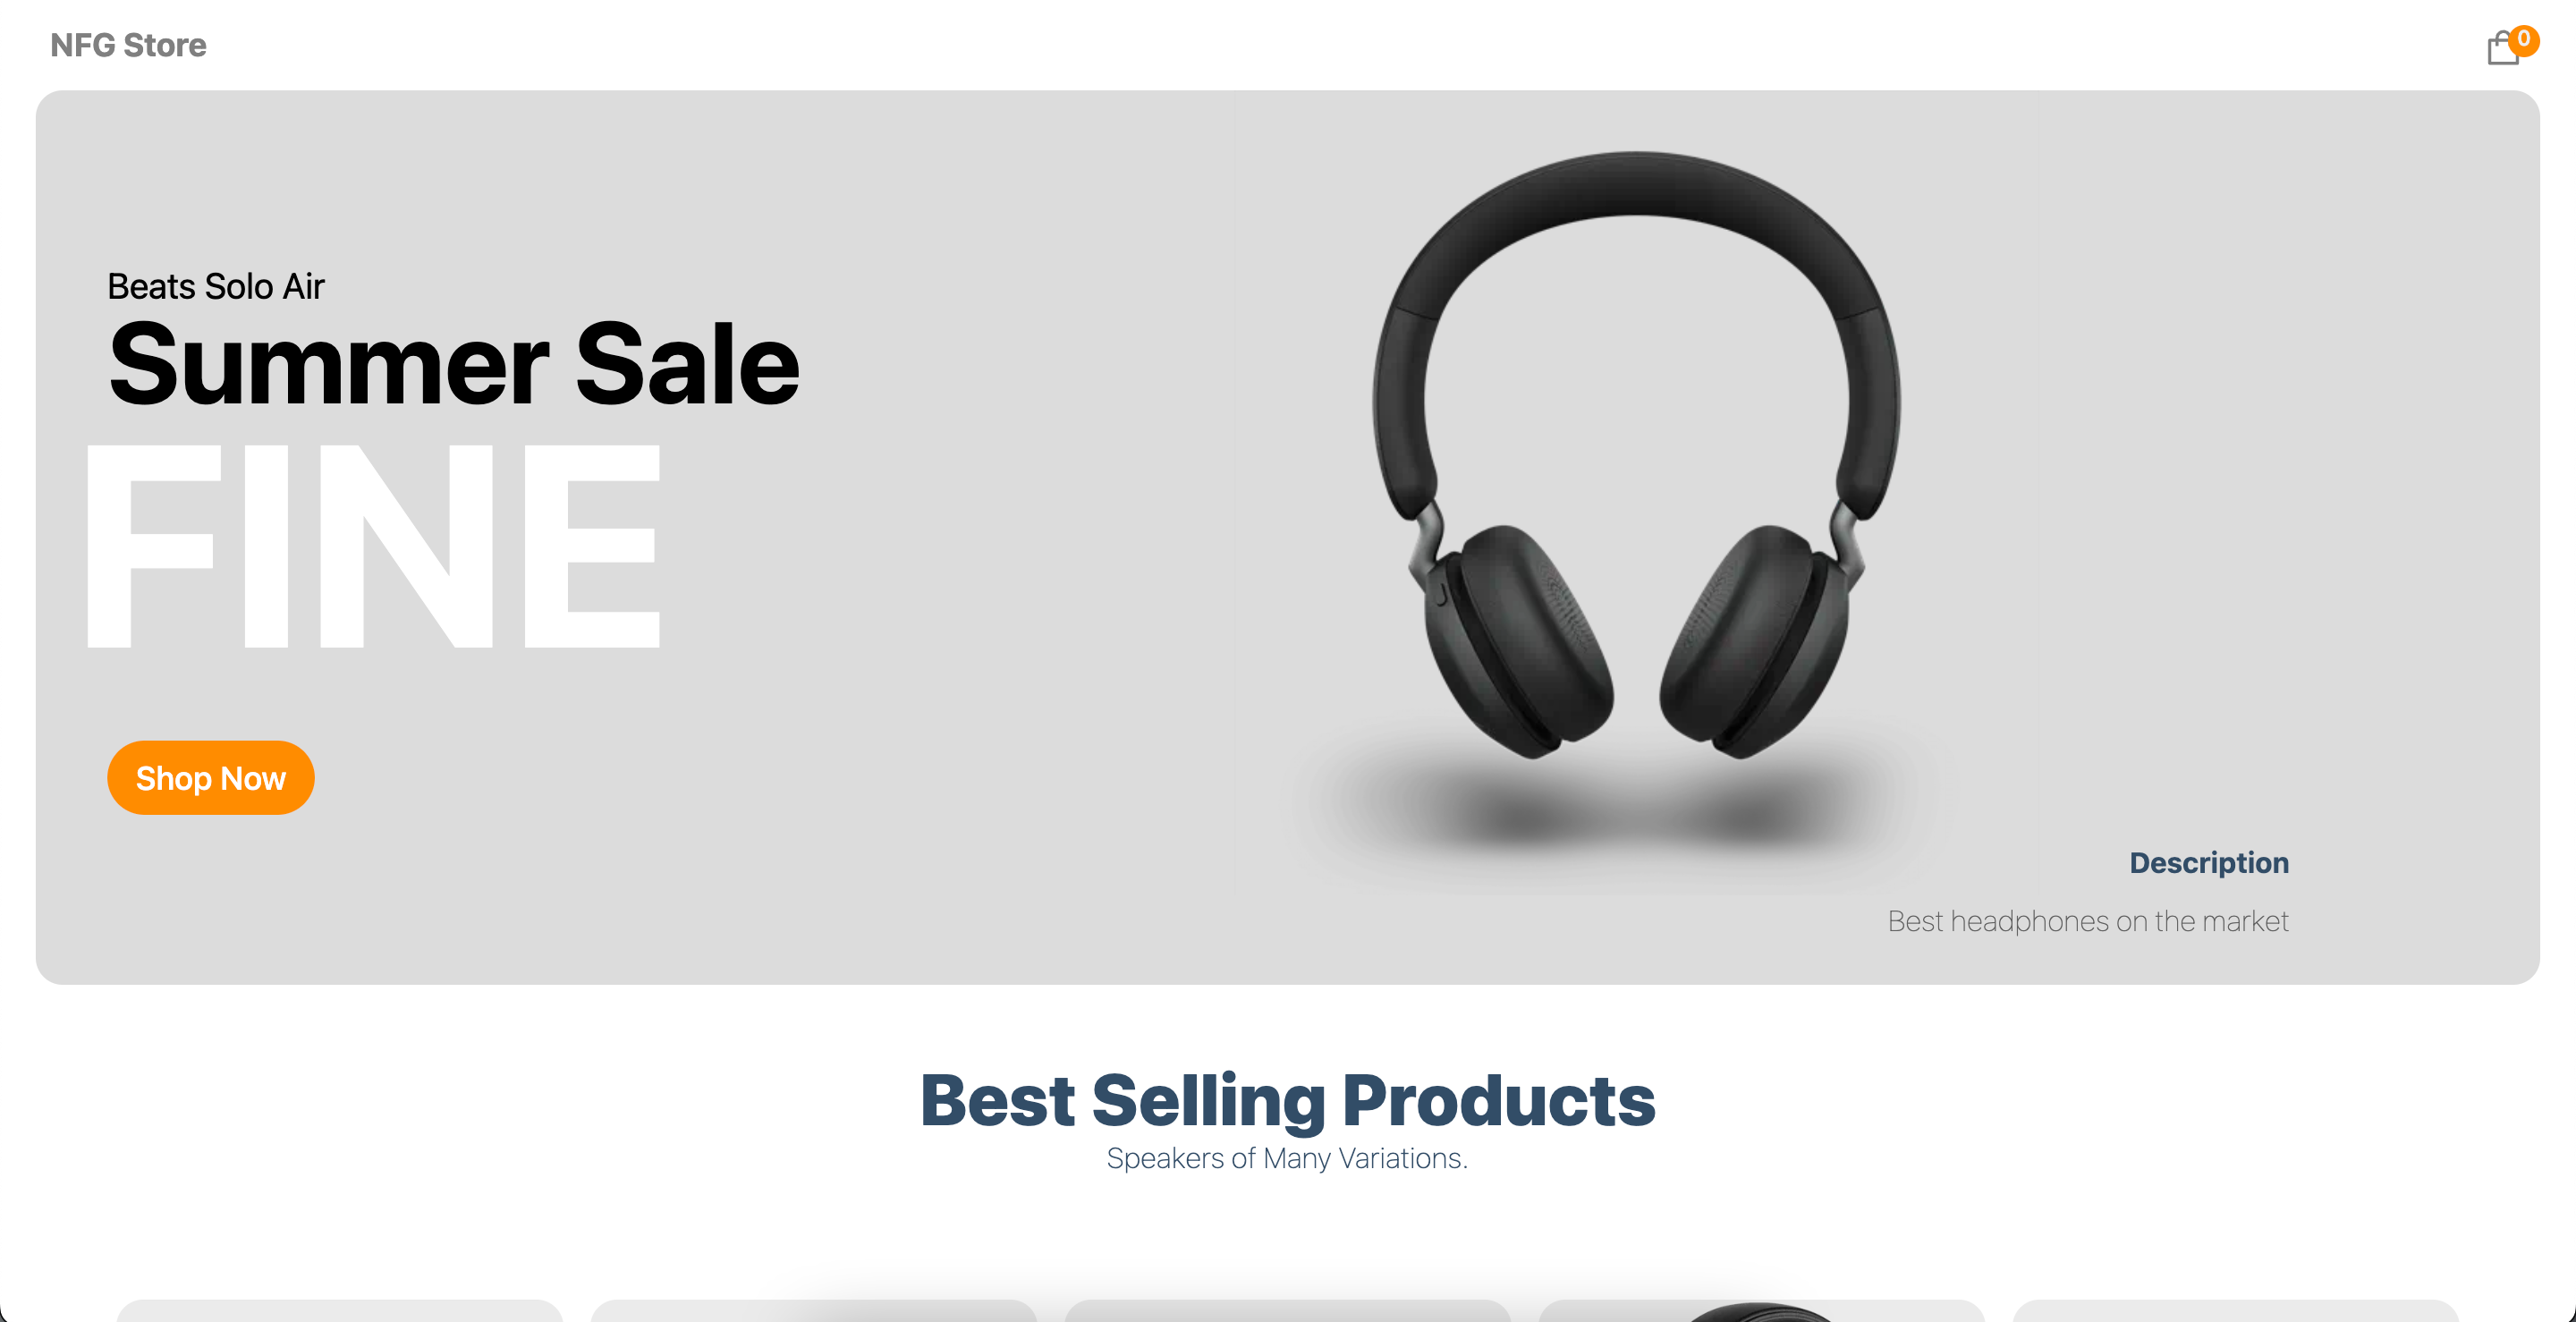 NFG Store
0
Beats Solo Air
Summer Sale
FINE
Shop Now
Description
Best headphones on the market
Best Selling Products
Speakers of Many Variations.